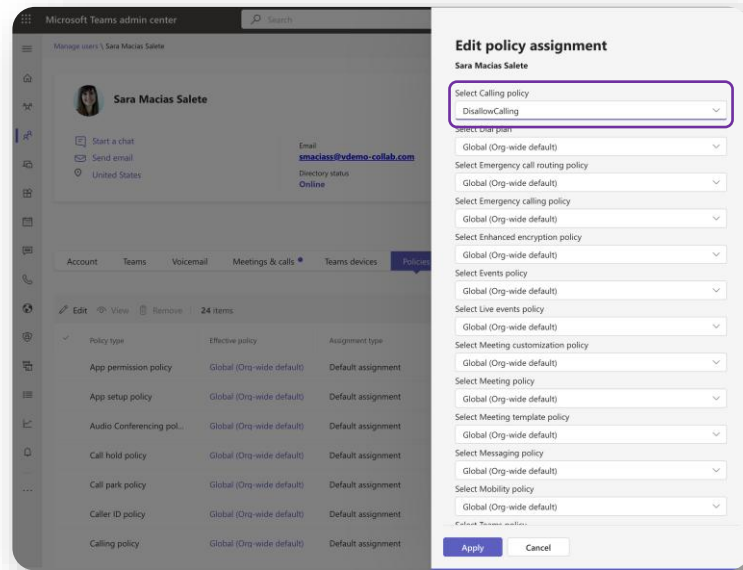 Microsoft Teams admin center
Search
Manage users \ Sara Macias Salete
Sara Macias Salete
Start a chat
Send email
United States
Email
smaciass@vdemo-collab.com
Directory status
Online
Account Teams Voicemail Meetings & calls Teams devices Policies
Edit View Remove 24 items
Policy type Effective policy Assignment type
App permission policy Global (Org-wide default) Default assignment
App setup policy Global (Org-wide default) Default assignment
Audio Conferencing pol... Global (Org-wide default) Default assignment
Call hold policy Global (Org-wide default) Default assignment
Call park policy Global (Org-wide default) Default assignment
Caller ID policy Global (Org-wide default) Default assignment
Calling policy Global (Org-wide default) Default assignment
Edit policy assignment
Sara Macias Salete
Select Calling policy
DisallowCalling
Select Dial plan
Global (Org-wide default)
Select Emergency call routing policy
Global (Org-wide default)
Select Emergency calling policy
Global (Org-wide default)
Select Enhanced encryption policy
Global (Org-wide default)
Select Events policy
Global (Org-wide default)
Select Live events policy
Global (Org-wide default)
Select Meeting customization policy
Global (Org-wide default)
Select Meeting policy
Global (Org-wide default)
Select Meeting template policy
Global (Org-wide default)
Select Messaging policy
Global (Org-wide default)
Select Mobility policy
Global (Org-wide default)
Select Teams policy
Apply Cancel